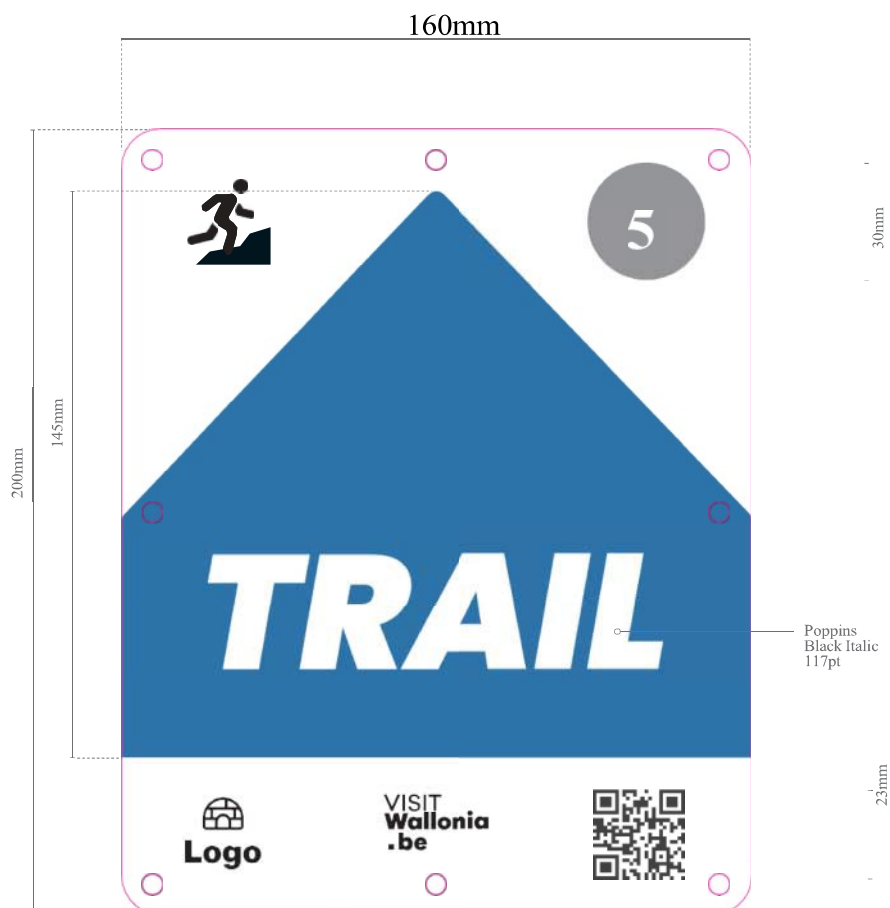 160mm
5
30mm
145mm
200mm
TRAIL
Poppins
Black Italic
117pt
23mm
Logo
VISIT
Wallonia
.be